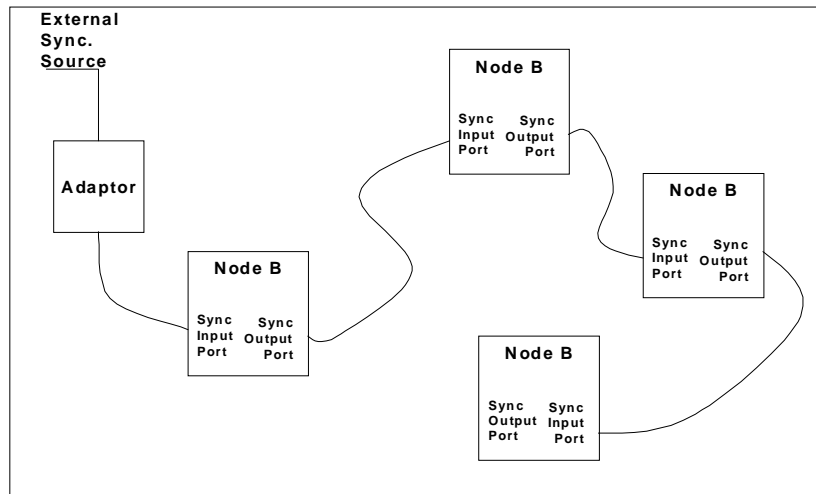 External
Sync.
Source
Adaptor
Node B
Sync
Input
Port
Sync
Output
Port
Node B
Sync
Input
Port
Sync
Output
Port
Node B
Sync
Input
Port
Sync
Output
Port
Node B
Sync
Output
Port
Sync
Input
Port